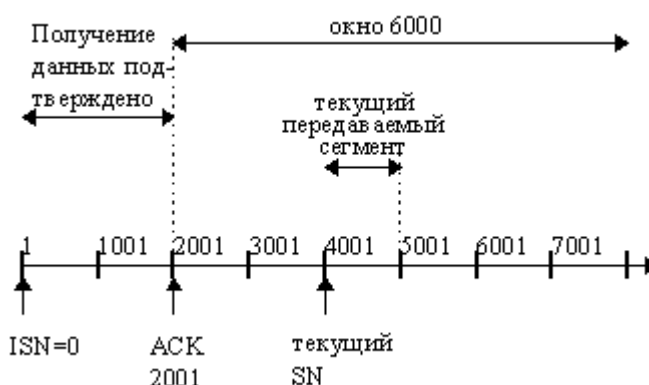 Получение
данных под-
тверждено
окно 6000
текущий
передаваемый
сегмент
1 1001 2001 3001 4001 5001 6001 7001
ISN=0
ACK
2001
текущий
SN